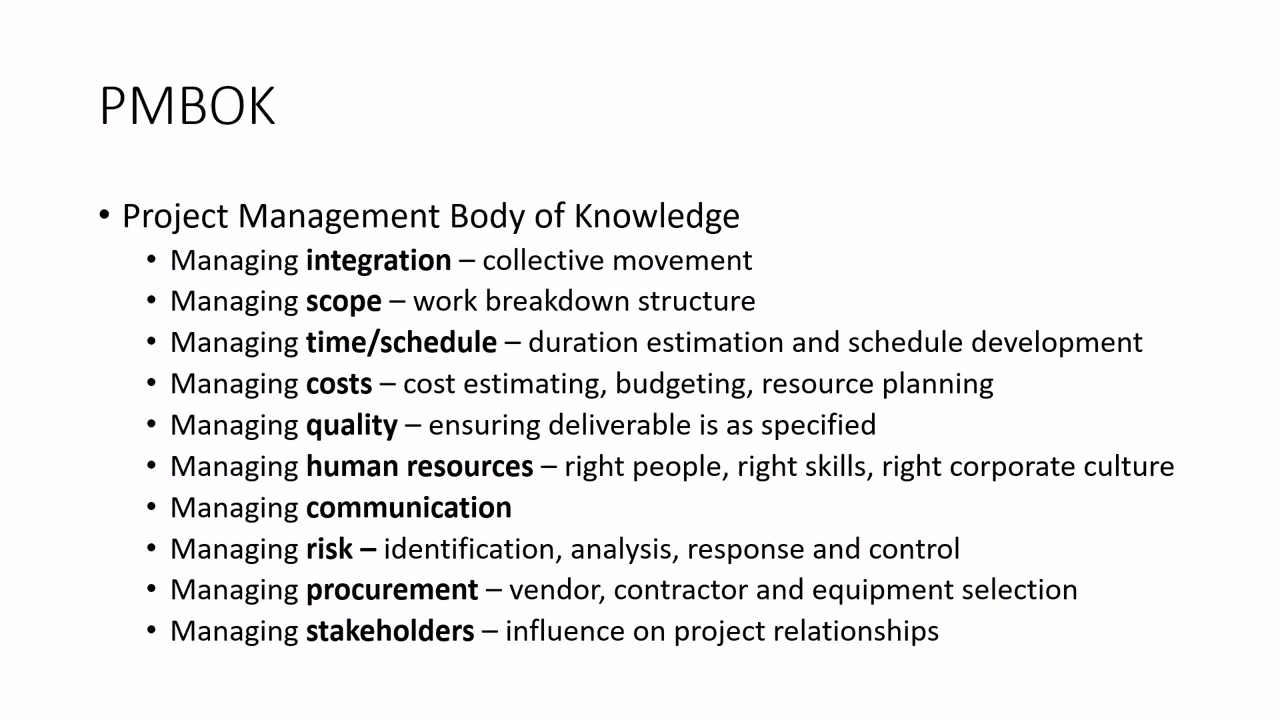 PMBOK
• Project Management Body of Knowledge
• Managing integration – collective movement
• Managing scope – work breakdown structure
• Managing time/schedule – duration estimation and schedule development
• Managing costs – cost estimating, budgeting, resource planning
• Managing quality – ensuring deliverable is as specified
• Managing human resources – right people, right skills, right corporate culture
• Managing communication
• Managing risk – identification, analysis, response and control
• Managing procurement – vendor, contractor and equipment selection
• Managing stakeholders – influence on project relationships